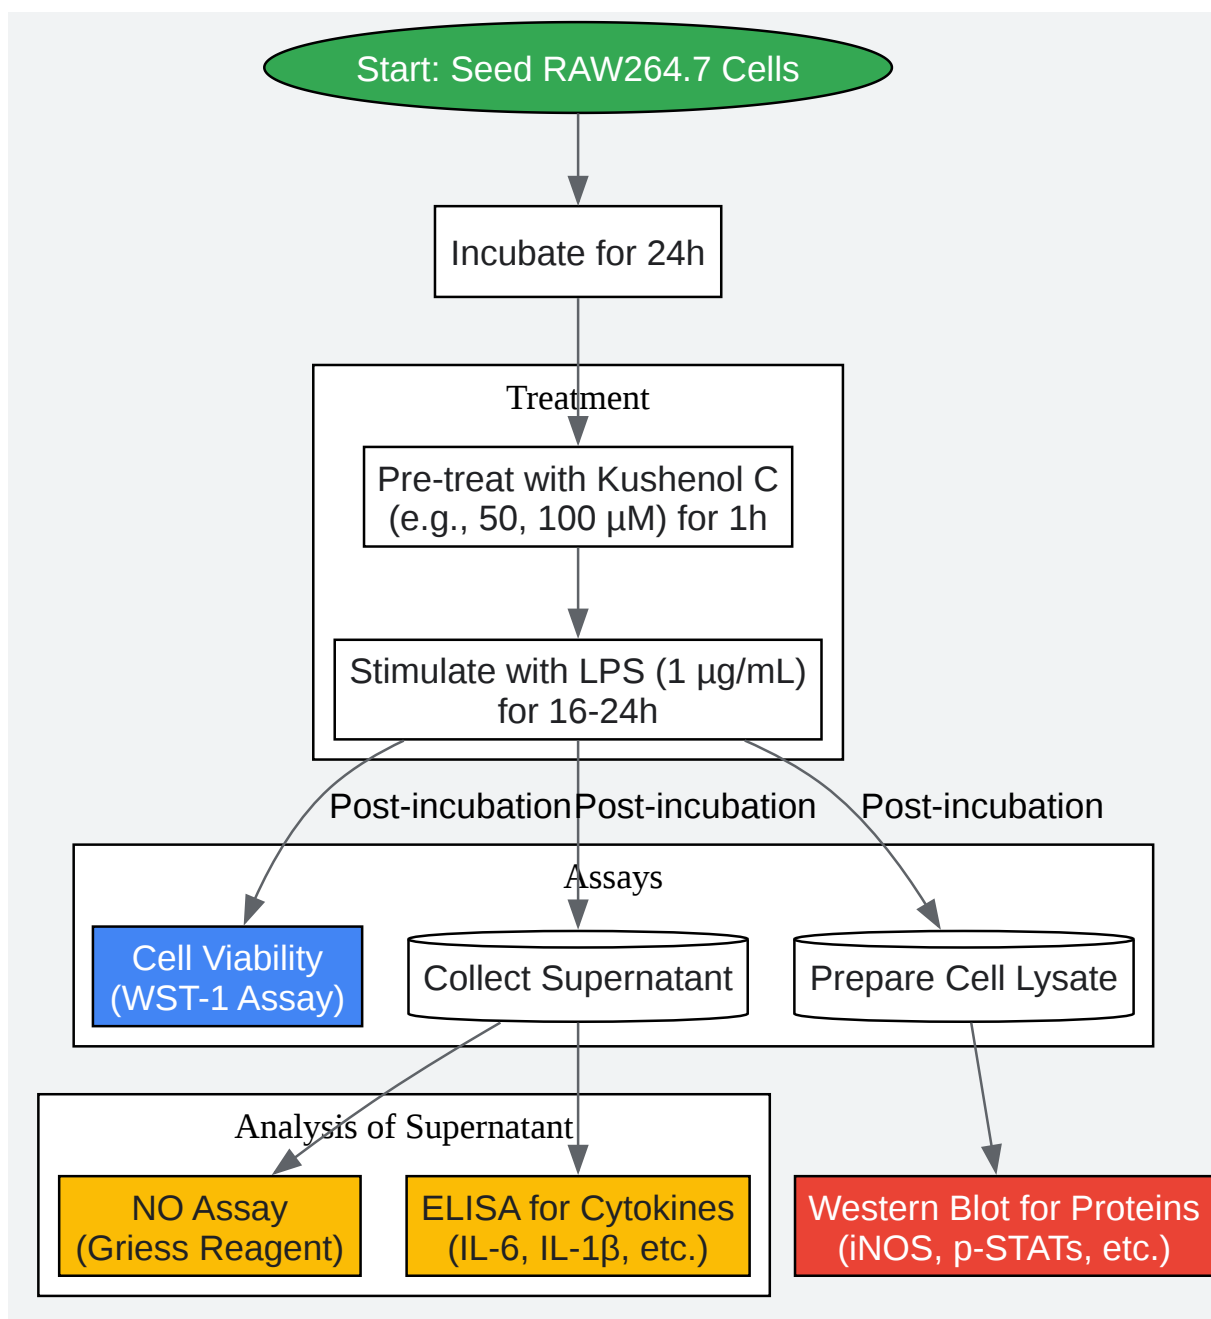 Start: Seed RAW264.7 Cells
Incubate for 24h
Treatment
Pre-treat with Kushenol C
(e.g., 50, 100 µM) for 1h
Stimulate with LPS (1 µg/mL)
for 16-24h
Post-incubation
Post-incubation
Post-incubation
Assays
Cell Viability
(WST-1 Assay)
Collect Supernatant
Prepare Cell Lysate
Analysis of Supernatant
NO Assay
(Griess Reagent)
ELISA for Cytokines
(IL-6, IL-1β, etc.)
Western Blot for Proteins
(iNOS, p-STATs, etc.)